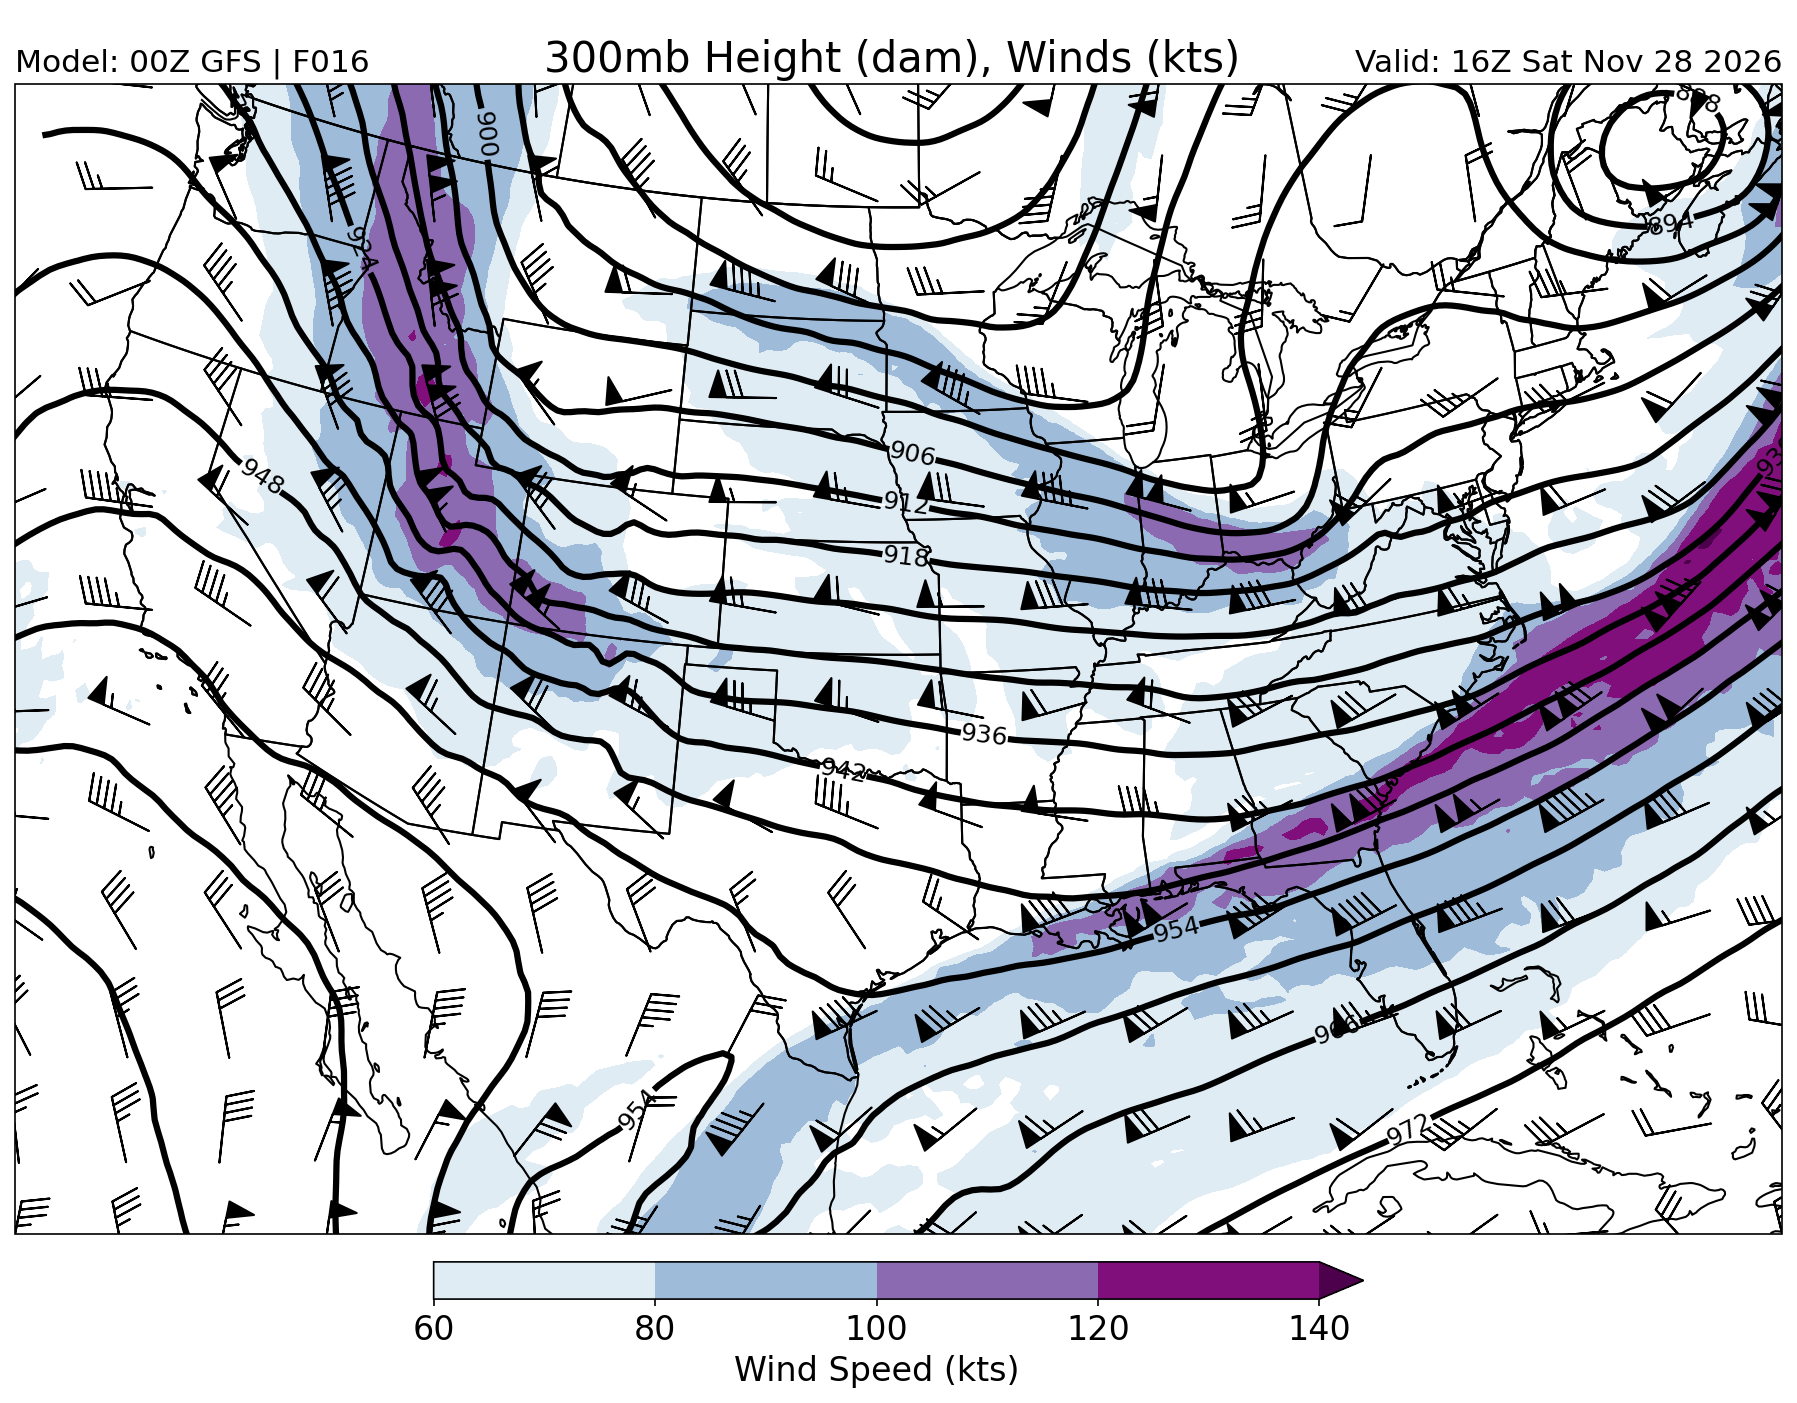 Model: 00Z GFS | F016
300mb Height (dam), Winds (kts)
Valid: 16Z Sat Nov 28 2026
888
900
894
924
906
948
912
918
936
942
954
966
954
972
60 80 100 120 140
Wind Speed (kts)